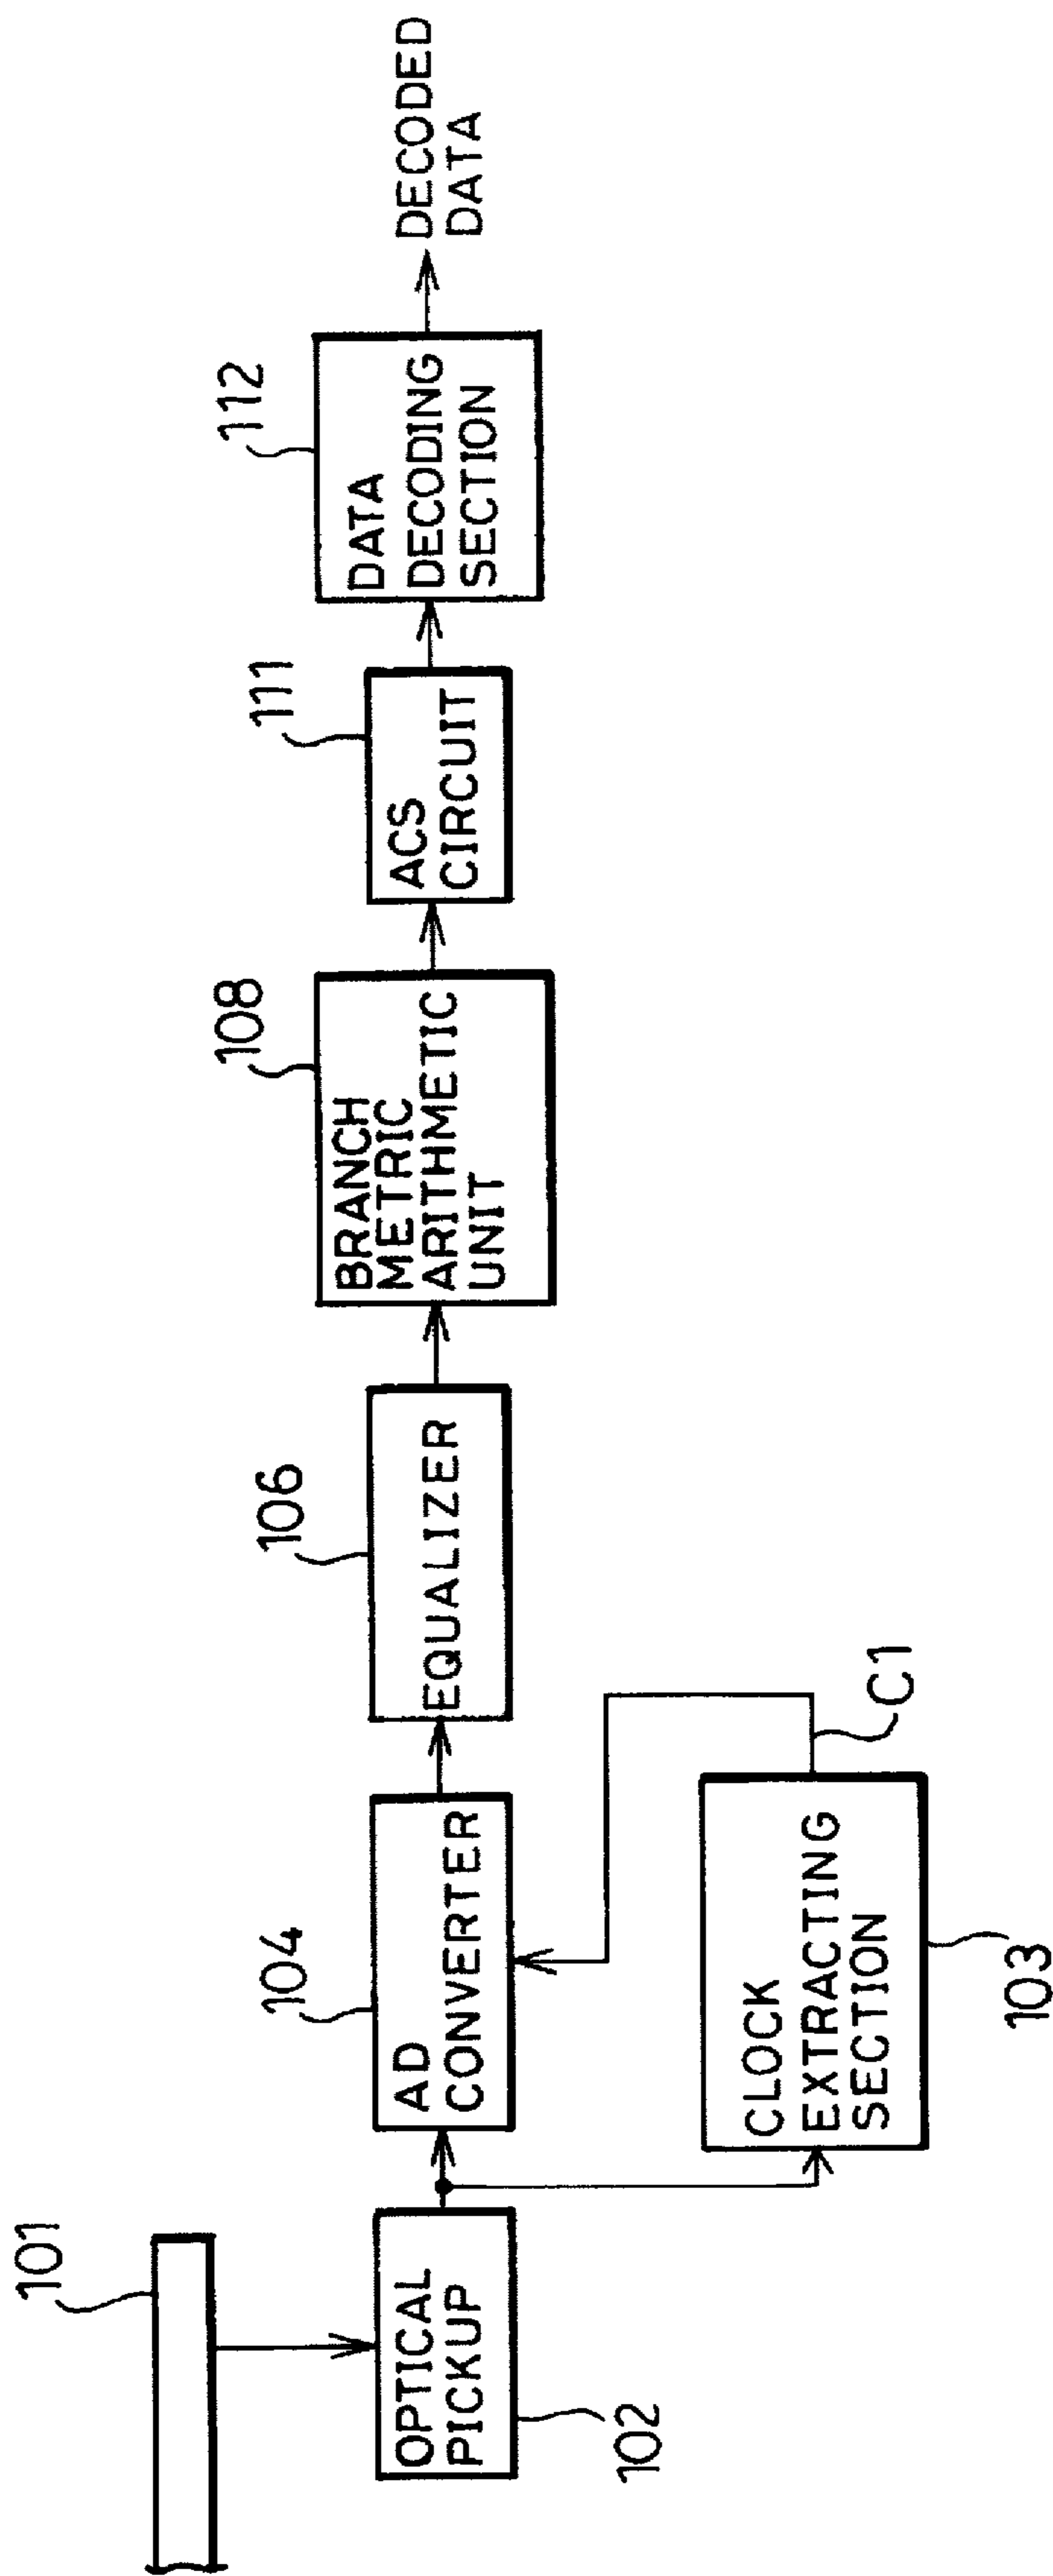 101
OPTICAL
PICKUP
102
104
AD
CONVERTER
CLOCK
EXTRACTING
SECTION
103
C1
106
EQUALIZER
108
BRANCH
METRIC
ARITHMETIC
UNIT
111
ACS
CIRCUIT
112
DATA
DECODING
SECTION
DECODED
DATA